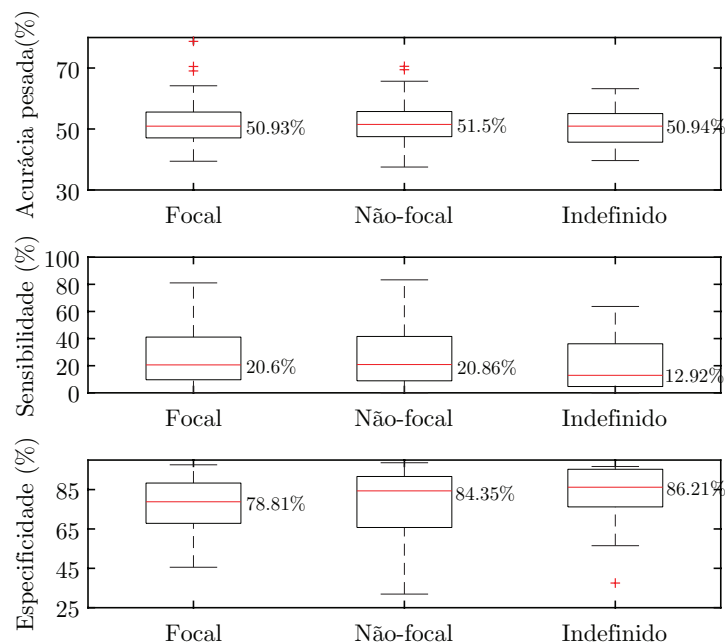 Acurácia pesada(%)
70
50
30
50.93%
51.5%
50.94%
Focal
Não-focal
Indefinido
Sensibilidade (%)
100
80
60
40
20
0
20.6%
20.86%
12.92%
Focal
Não-focal
Indefinido
Especificidade (%)
85
65
45
25
78.81%
84.35%
86.21%
Focal
Não-focal
Indefinido